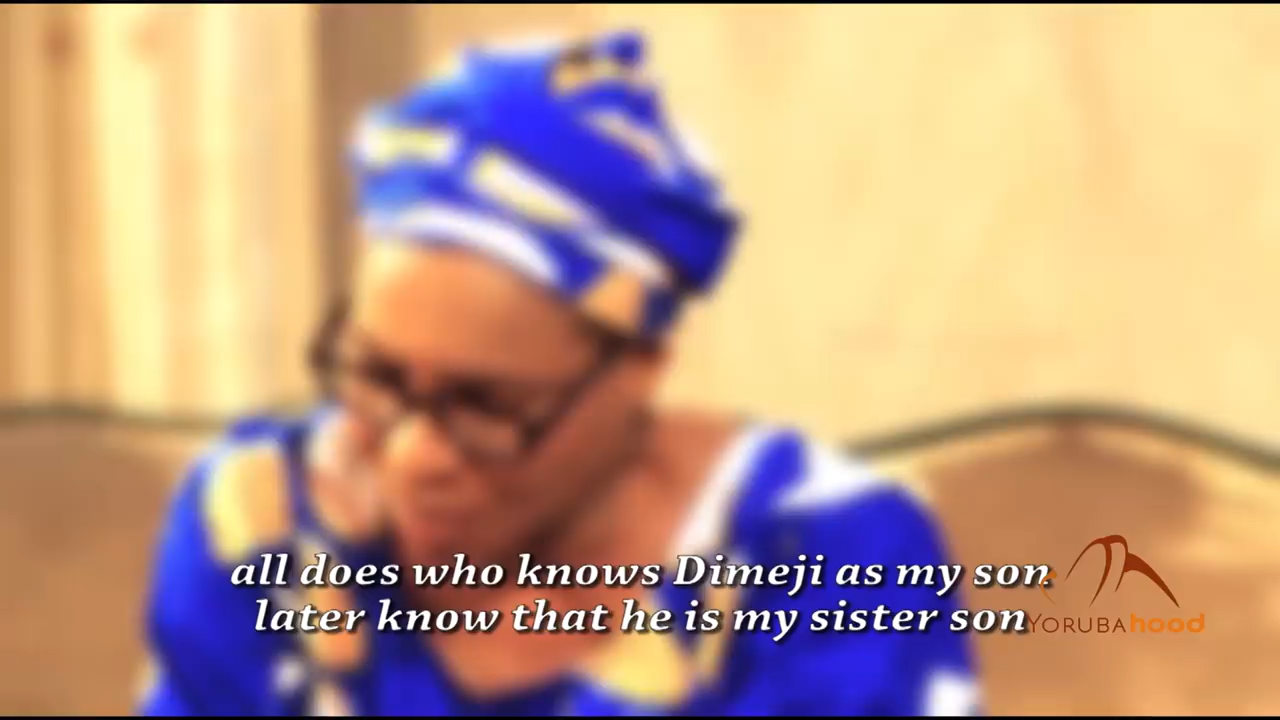 all does who knows Dimeji as my son
later know that he is my sister son
YORUBAhood